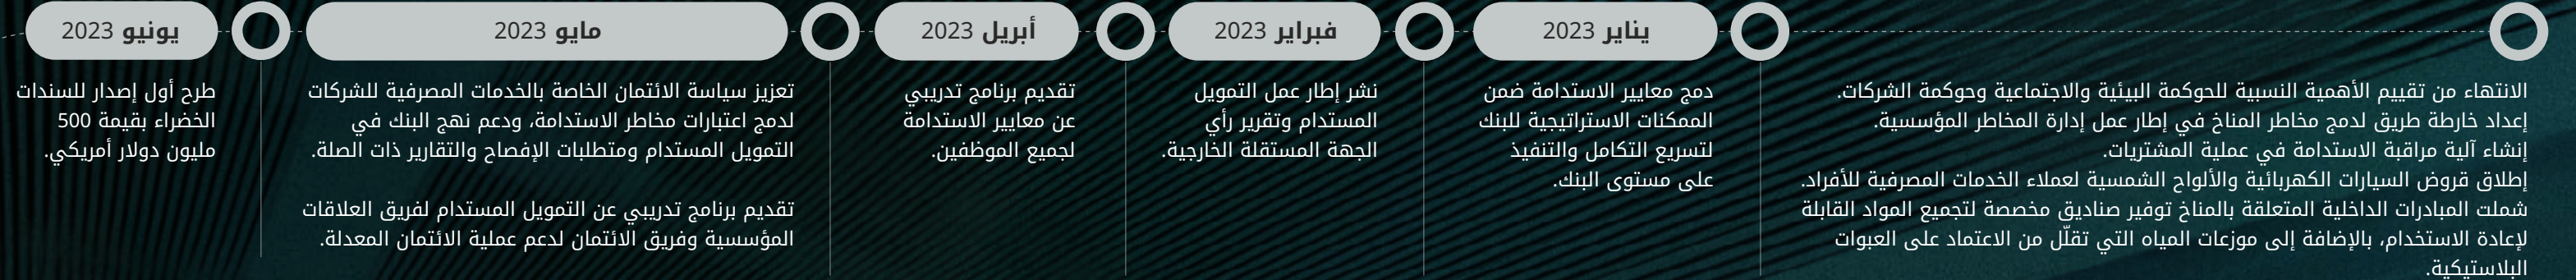 الانتهاء من تقييم الأهمية النسبية للحوكمة البيئية والاجتماعية وحوكمة الشركات.
إعداد خارطة طريق لدمج مخاطر المناخ في إطار عمل إدارة المخاطر المؤسسية.
إنشاء آلية مراقبة الاستدامة في عملية المشتريات.
إطلاق قروض السيارات الكهربائية والألواح الشمسية لعملاء الخدمات المصرفية للأفراد.
شملت المبادرات الداخلية المتعلقة بالمناخ توفير صناديق مخصصة لتجميع المواد القابلة
لإعادة الاستخدام، بالإضافة إلى موزعات المياه التي تقلّل من الاعتماد على العبوات
البلاستيكية.
يناير 2023
دمج معايير الاستدامة ضمن
الممكنات الاستراتيجية للبنك
لتسريع التكامل والتنفيذ
على مستوى البنك.
فبراير 2023
نشر إطار عمل التمويل
المستدام وتقرير رأي
الجهة المستقلة الخارجية.
أبريل 2023
تقديم برنامج تدريبي
عن معايير الاستدامة
لجميع الموظفين.
مايو 2023
تعزيز سياسة الائتمان الخاصة بالخدمات المصرفية للشركات
لدمج اعتبارات مخاطر الاستدامة، ودعم نهج البنك في
التمويل المستدام ومتطلبات الإفصاح والتقارير ذات الصلة.
تقديم برنامج تدريبي عن التمويل المستدام لفريق العلاقات
المؤسسية وفريق الائتمان لدعم عملية الائتمان المعدلة.
يونيو 2023
طرح أول إصدار للسندات
الخضراء بقيمة 500
مليون دولار أمريكي.